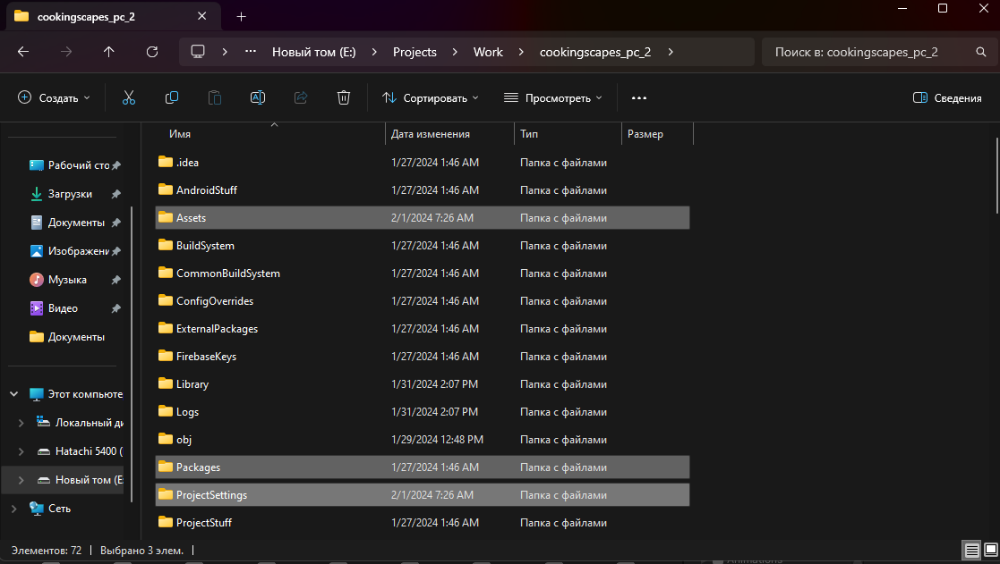 cookingscapes_pc_2
Новый том (E:) Projects Work cookingscapes_pc_2
Поиск в: cookingscapes_pc_2
Создать Сортировать Просмотреть Сведения
Имя Дата изменения Тип Размер
Рабочий сто
Загрузки
Документы
Изображени
Музыка
Видео
Документы
Этот компьюте
Локальный ди
Hatachi 5400 (
Новый том (E
Сеть
.idea 1/27/2024 1:46 AM Папка с файлами
AndroidStuff 1/27/2024 1:46 AM Папка с файлами
Assets 2/1/2024 7:26 AM Папка с файлами
BuildSystem 1/27/2024 1:46 AM Папка с файлами
CommonBuildSystem 1/27/2024 1:46 AM Папка с файлами
ConfigOverrides 1/27/2024 1:46 AM Папка с файлами
ExternalPackages 1/27/2024 1:46 AM Папка с файлами
FirebaseKeys 1/27/2024 1:46 AM Папка с файлами
Library 1/31/2024 2:07 PM Папка с файлами
Logs 1/31/2024 2:07 PM Папка с файлами
obj 1/29/2024 12:48 PM Папка с файлами
Packages 1/27/2024 1:46 AM Папка с файлами
ProjectSettings 2/1/2024 7:26 AM Папка с файлами
ProjectStuff 1/27/2024 1:46 AM Папка с файлами
Элементов: 72 Выбрано 3 элем.